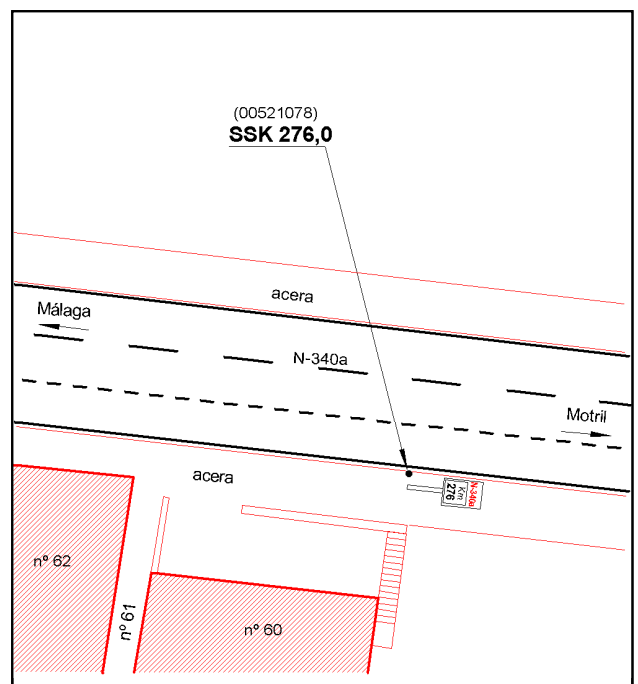 (00521078)
SSK 276,0
acera
Málaga
N-340a
Motril
acera
N-340a
Km
276
nº 62
nº 61
nº 60